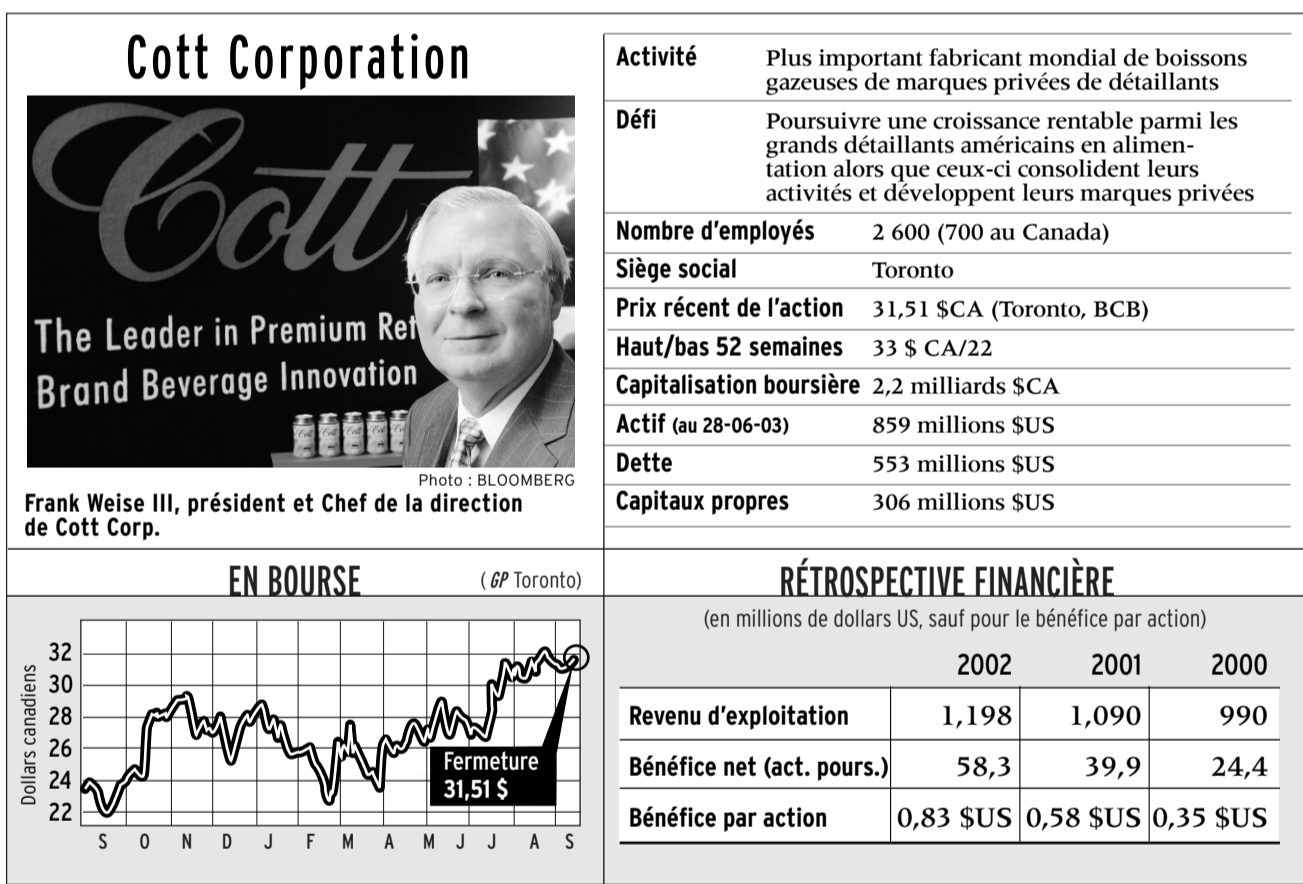 Cott Corporation
Cott
The Leader in Premium Ret
Brand Beverage Innovation
Photo : BLOOMBERG
Frank Weise III, président et Chef de la direction
de Cott Corp.
Activité Plus important fabricant mondial de boissons
gazeuses de marques privées de détaillants
Défi Poursuivre une croissance rentable parmi les
grands détaillants américains en alimen-
tation alors que ceux-ci consolident leurs
activités et développent leurs marques privées
Nombre d'employés 2 600 (700 au Canada)
Siège social Toronto
Prix récent de l'action 31,51 $CA (Toronto, BCB)
Haut/bas 52 semaines 33 $ CA/22
Capitalisation boursière 2,2 milliards $CA
Actif (au 28-06-03) 859 millions $US
Dette 553 millions $US
Capitaux propres 306 millions $US
EN BOURSE (GP Toronto)
Dollars canadiens
32
30
28
26
24
22
Fermeture
31,51 $
S O N D J F M A M J J A S
RÉTROSPECTIVE FINANCIÈRE
(en millions de dollars US, sauf pour le bénéfice par action)
2002 2001 2000
Revenu d'exploitation 1,198 1,090 990
Bénéfice net (act. pours.) 58,3 39,9 24,4
Bénéfice par action 0,83 $US 0,58 $US 0,35 $US